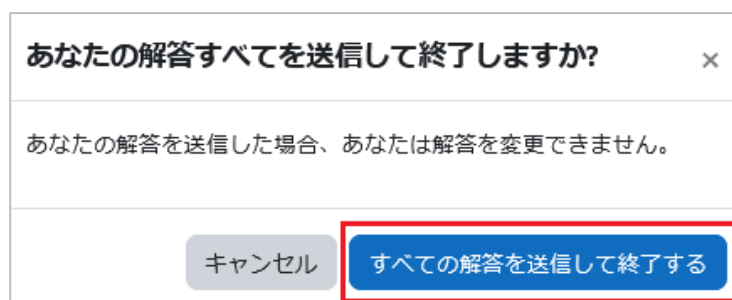 あなたの解答すべてを送信して終了しますか?
×
あなたの解答を送信した場合、あなたは解答を変更できません。
キャンセル
すべての解答を送信して終了する